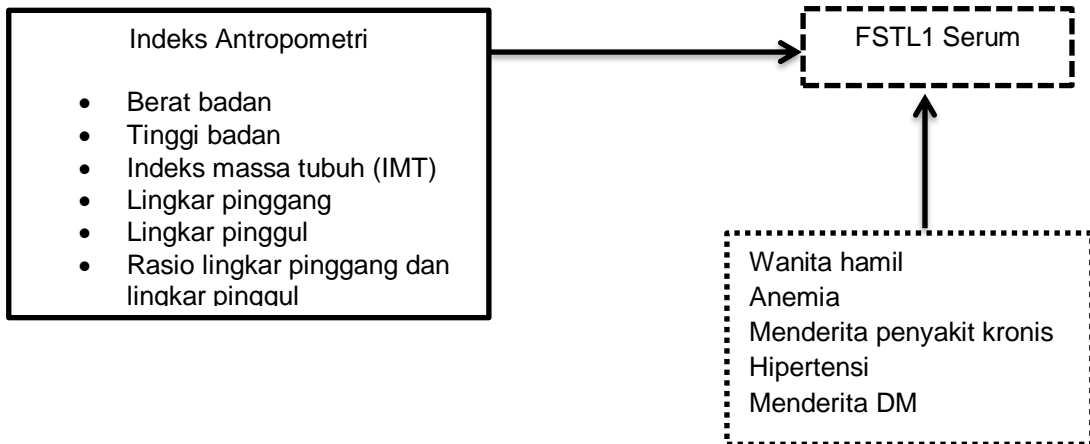 Indeks Antropometri
• Berat badan
• Tinggi badan
• Indeks massa tubuh (IMT)
• Lingkar pinggang
• Lingkar pinggul
• Rasio lingkar pinggang dan
lingkar pinggul
FSTL1 Serum
Wanita hamil
Anemia
Menderita penyakit kronis
Hipertensi
Menderita DM